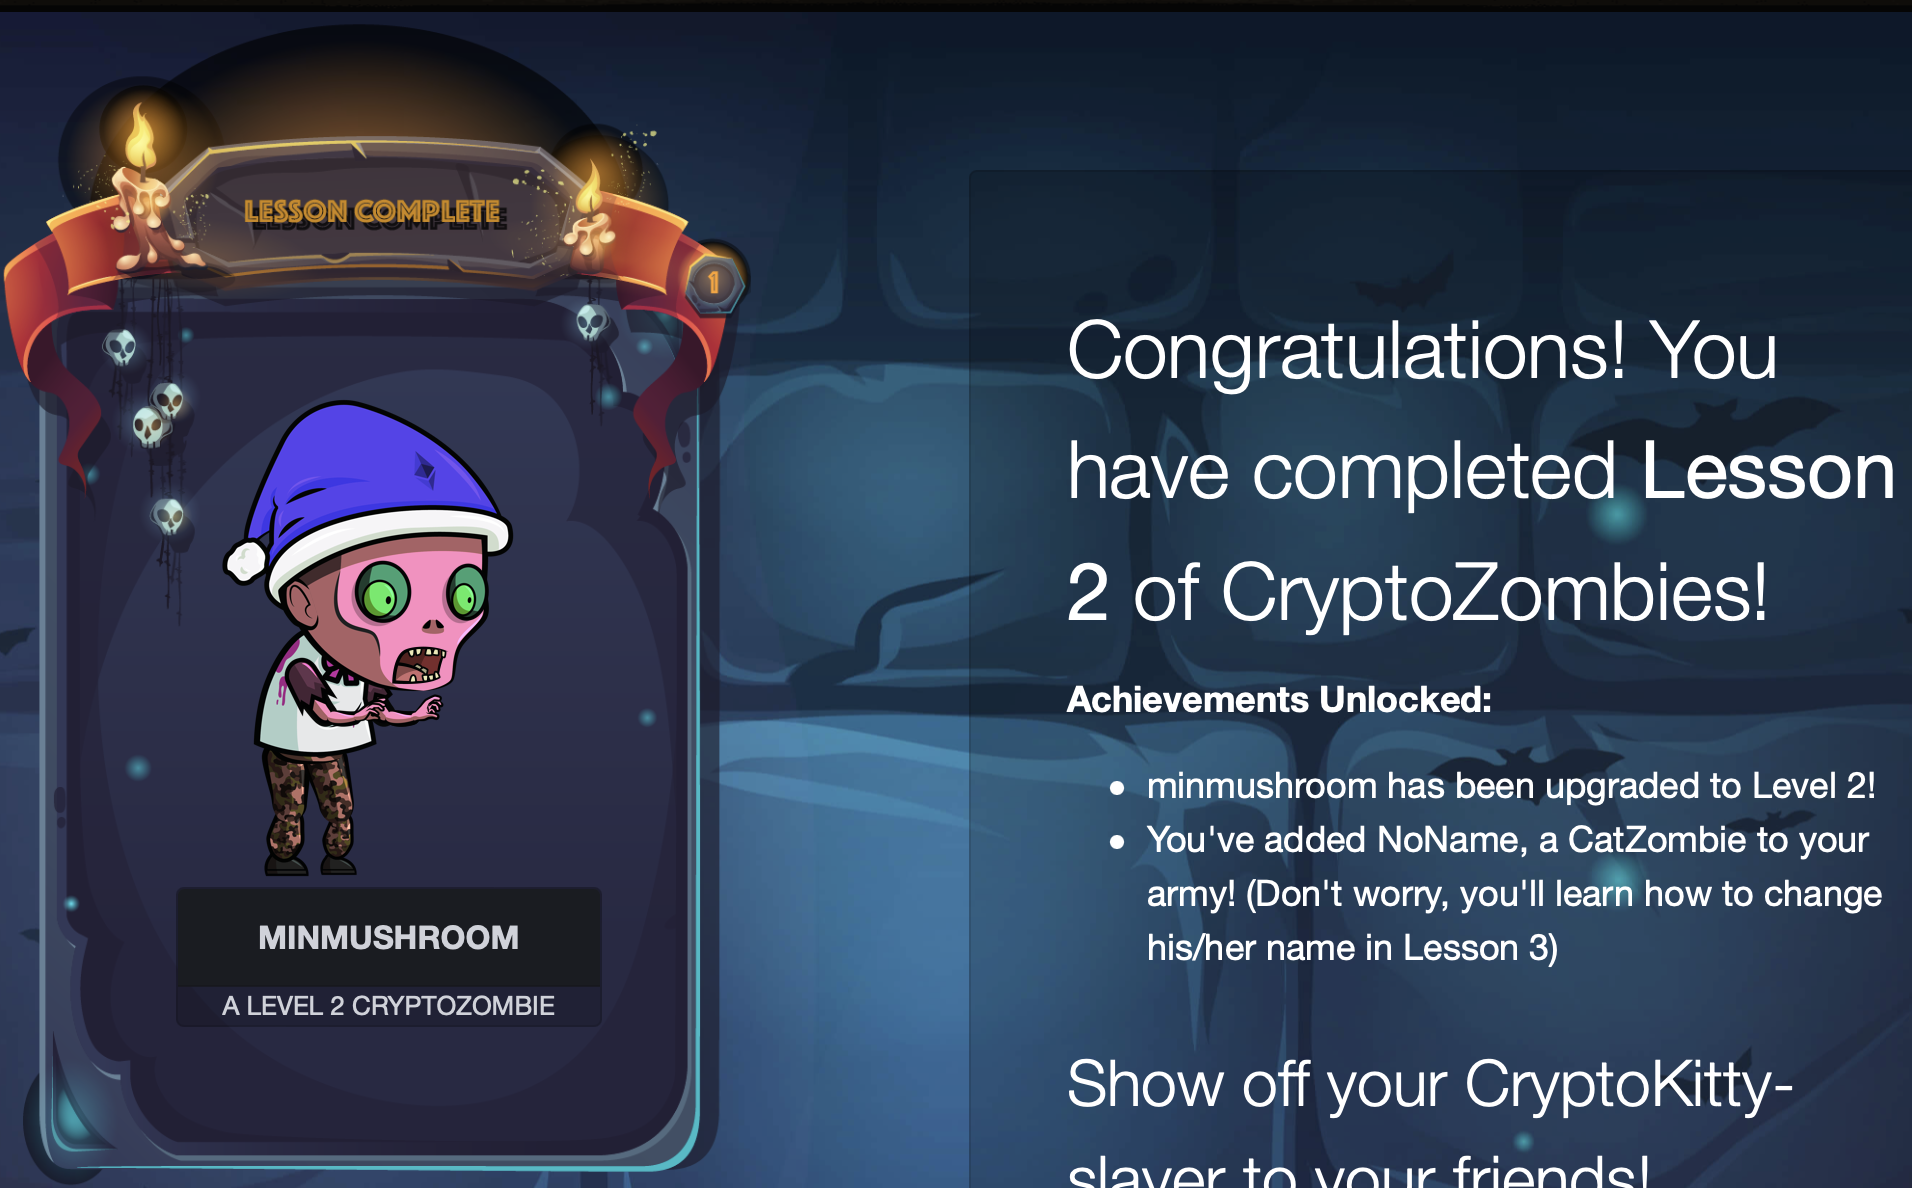 LESSON COMPLETE
1
MINMUSHROOM
A LEVEL 2 CRYPTOZOMBIE
Congratulations! You
have completed Lesson
2 of CryptoZombies!
Achievements Unlocked:
minmushroom has been upgraded to Level 2!
You've added NoName, a CatZombie to your
army! (Don't worry, you'll learn how to change
his/her name in Lesson 3)
Show off your CryptoKitty-
slayer to your friends!